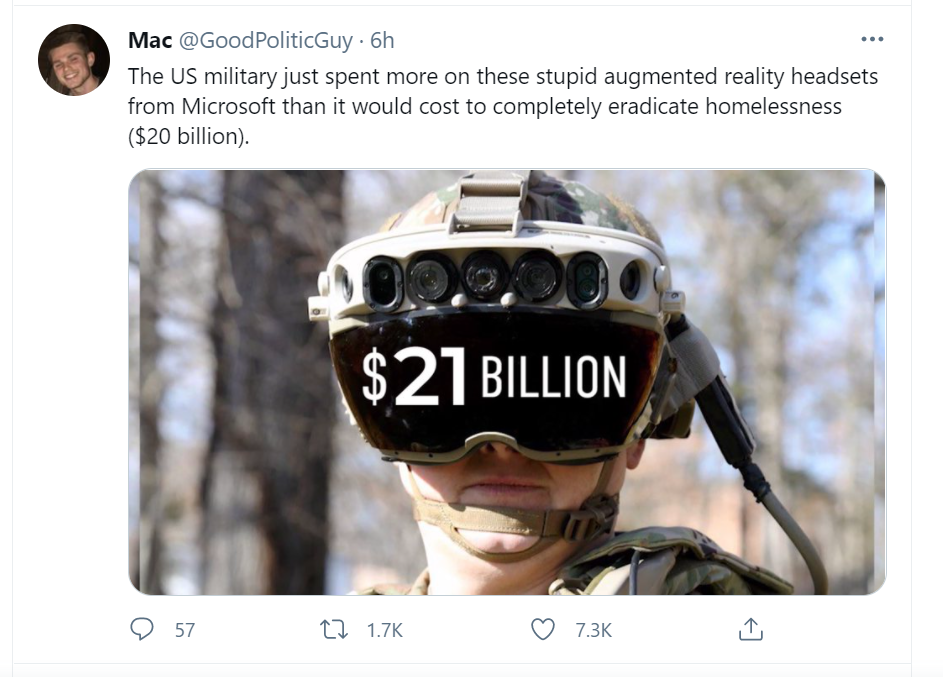 Mac @GoodPoliticGuy · 6h
The US military just spent more on these stupid augmented reality headsets
from Microsoft than it would cost to completely eradicate homelessness
($20 billion).
$21 BILLION
57 1.7K 7.3K